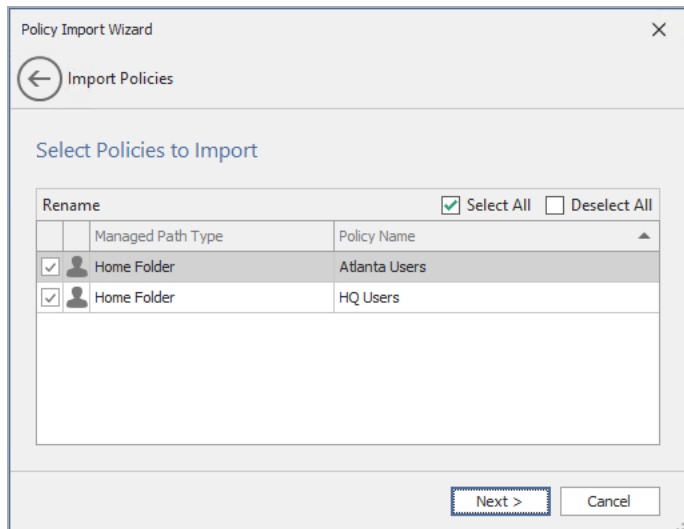 Policy Import Wizard
Import Policies
Select Policies to Import
Rename Select All Deselect All
Managed Path Type Policy Name
Home Folder Atlanta Users
Home Folder HQ Users
Next > Cancel